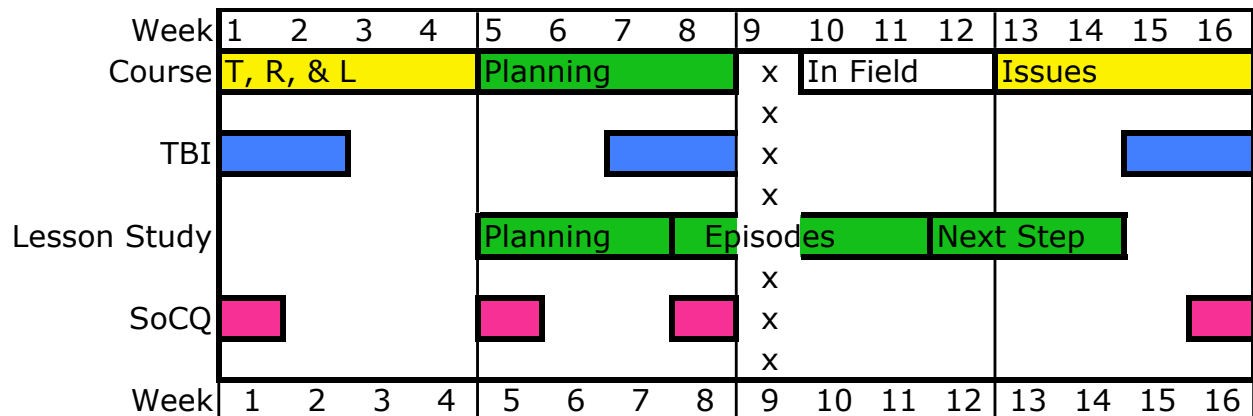 Week 1 2 3 4 5 6 7 8 9 10 11 12 13 14 15 16
Course T, R, & L Planning x In Field Issues
x
TBI x
x
Lesson Study Planning Episodes Next Step
x
SoCQ x
x
Week 1 2 3 4 5 6 7 8 9 10 11 12 13 14 15 16